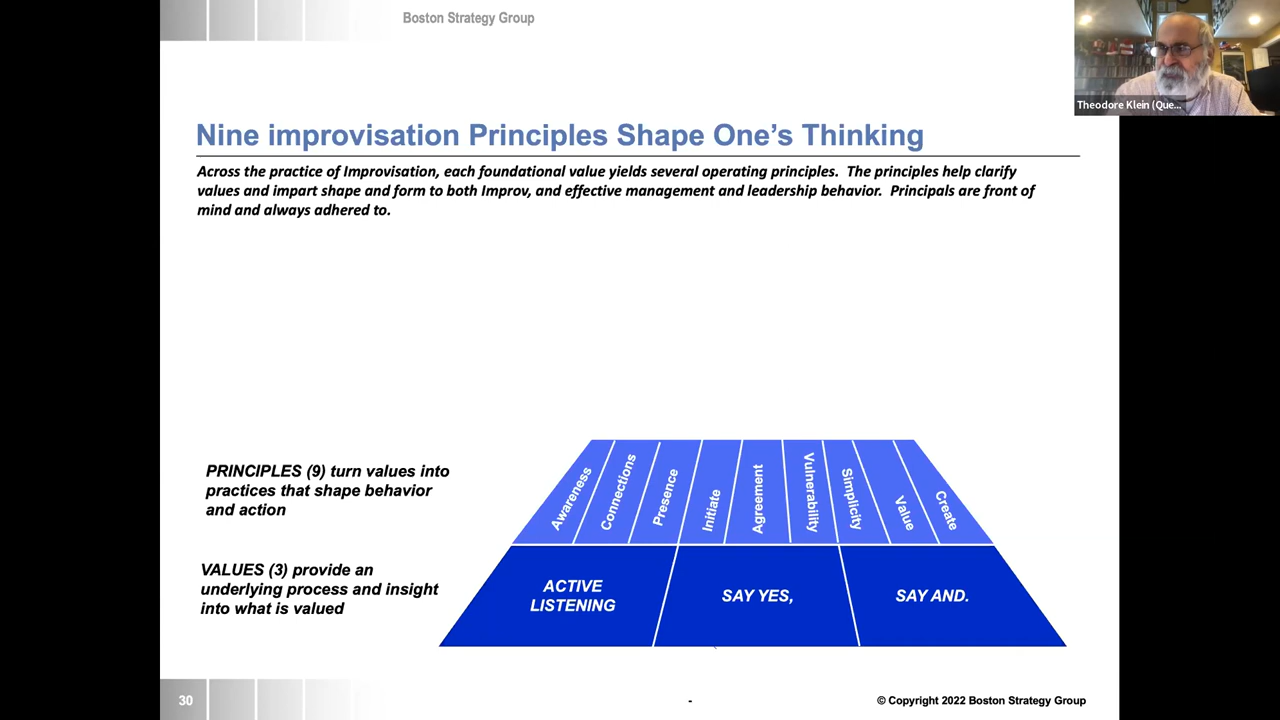 Boston Strategy Group
Theodore Klein (Que...
Nine improvisation Principles Shape One's Thinking
Across the practice of Improvisation, each foundational value yields several operating principles. The principles help clarify
values and impart shape and form to both Improv, and effective management and leadership behavior. Principals are front of
mind and always adhered to.
PRINCIPLES (9) turn values into
practices that shape behavior
and action
Awareness
Connections
Presence
Initiate
Agreement
Vulnerability
Simplicity
Value
Create
VALUES (3) provide an
underlying process and insight
into what is valued
ACTIVE
LISTENING
SAY YES,
SAY AND.
30
-
© Copyright 2022 Boston Strategy Group